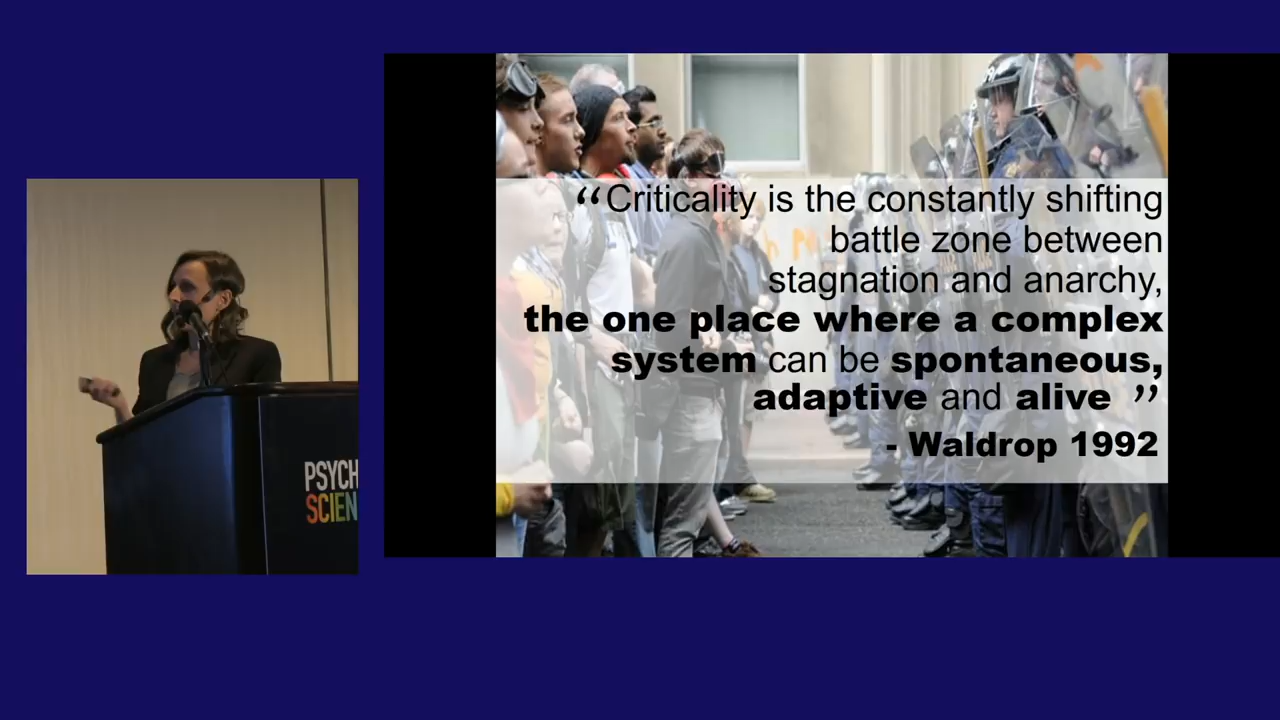 “Criticality is the constantly shifting
battle zone between
stagnation and anarchy,
the one place where a complex
system can be spontaneous,
adaptive and alive ”
- Waldrop 1992
PSYCH
SCIEN